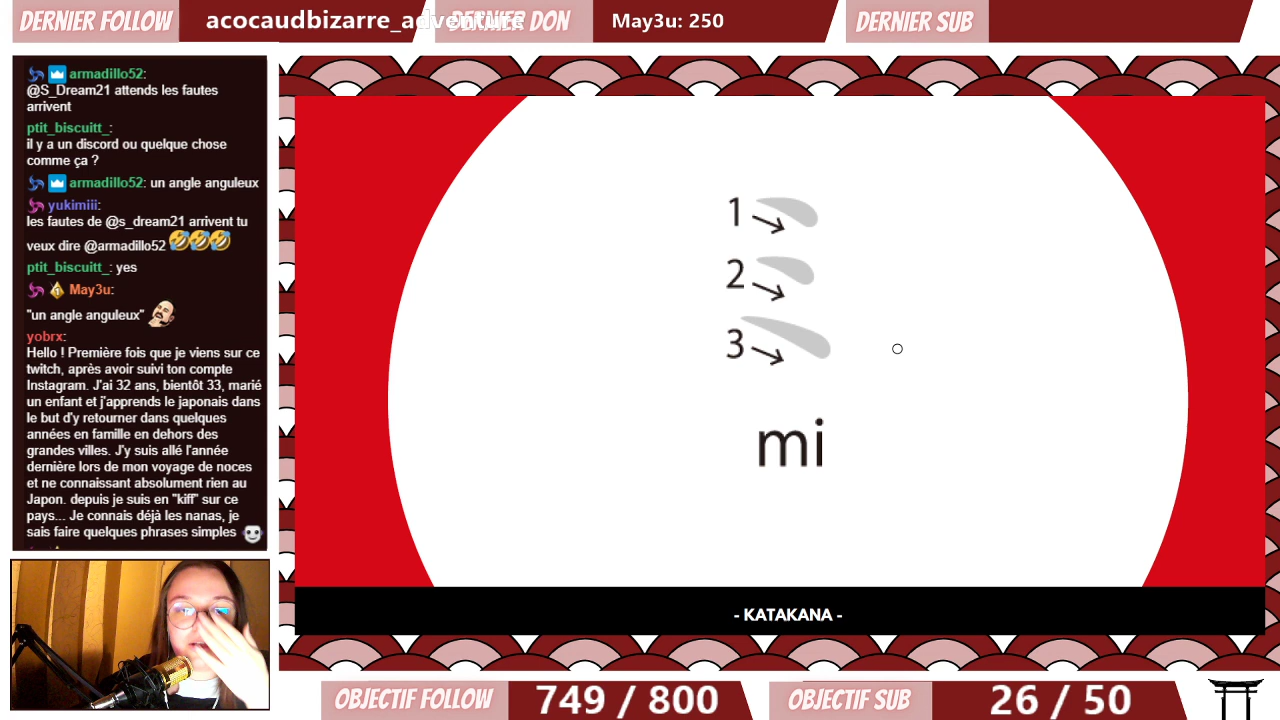 DERNIER FOLLOW
acocaudbizarre_adventure
DERNIER DON
May3u: 250
DERNIER SUB
armadillo52:
@S_Dream21 attends les fautes
arrivent
ptit_biscuitt_:
il y a un discord ou quelque chose
comme ça ?
armadillo52: un angle anguleux
yukimiii:
les fautes de @s_dream21 arrivent tu
veux dire @armadillo52 🤣🤣🤣
ptit_biscuitt_: yes
May3u:
"un angle anguleux"
yobrx:
Hello ! Première fois que je viens sur ce
twitch, après avoir suivi ton compte
Instagram. J'ai 32 ans, bientôt 33, marié
un enfant et j'apprends le japonais dans
le but d'y retourner dans quelques
années en famille en dehors des
grandes villes. J'y suis allé l'année
dernière lors de mon voyage de noces
et ne connaissant absolument rien au
Japon. depuis je suis en "kiff" sur ce
pays... Je connais déjà les nanas, je
sais faire quelques phrases simples
1
2
3
mi
- KATAKANA -
OBJECTIF FOLLOW
749 / 800
OBJECTIF SUB
26 / 50